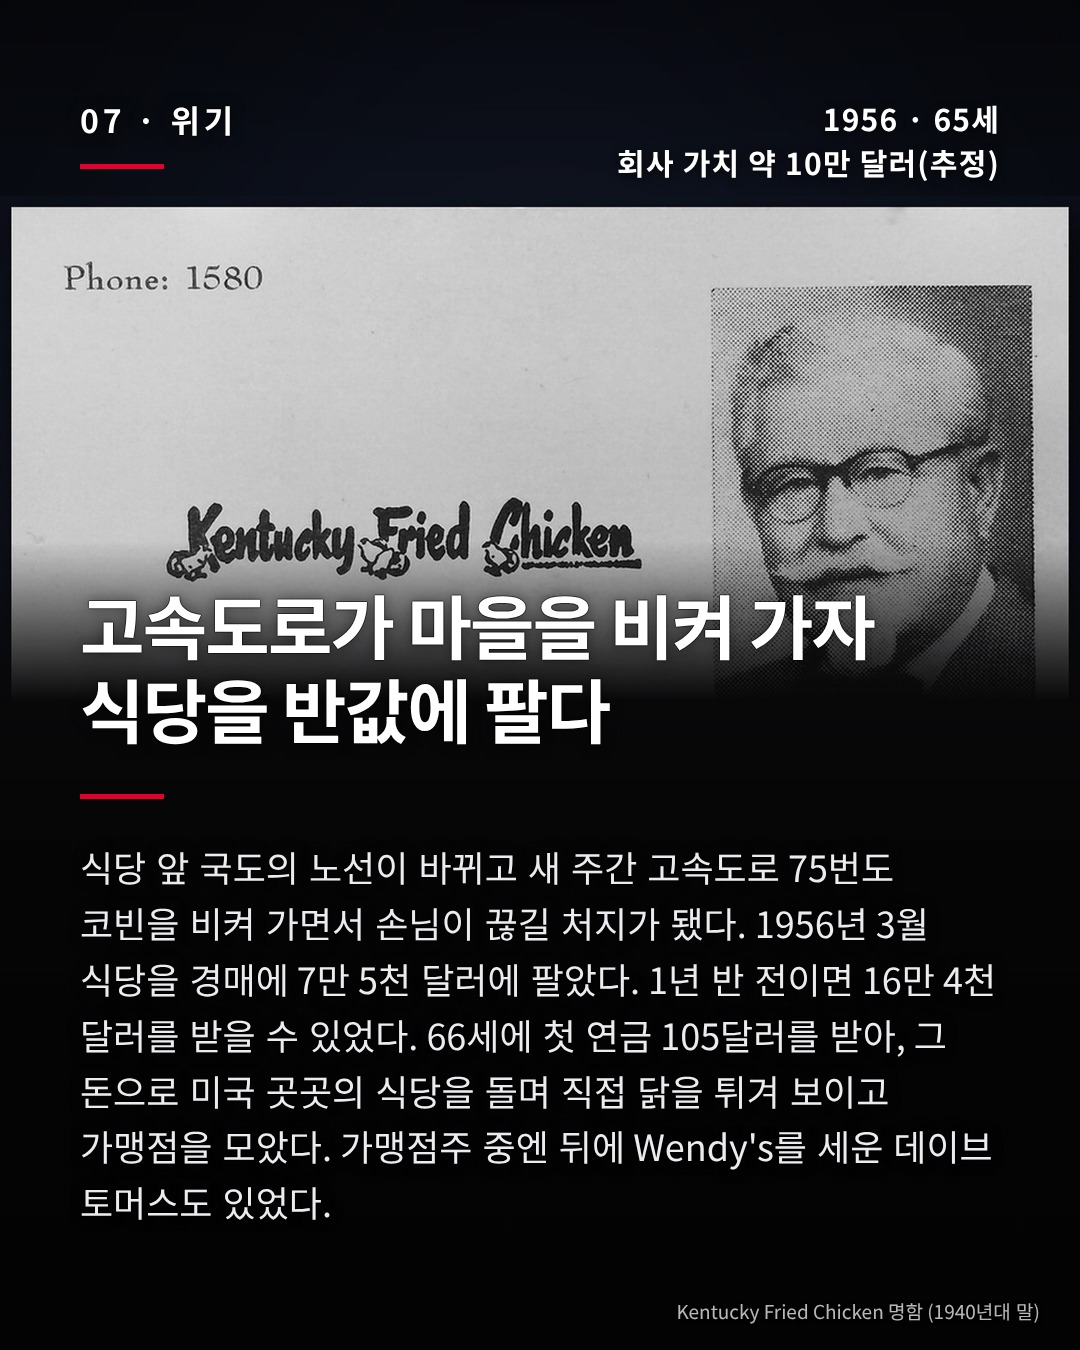 07 · 위기
1956 · 65세
회사 가치 약 10만 달러(추정)
Phone: 1580
Kentucky Fried Chicken
고속도로가 마을을 비켜 가자
식당을 반값에 팔다
식당 앞 국도의 노선이 바뀌고 새 주간 고속도로 75번도
코빈을 비켜 가면서 손님이 끊길 처지가 됐다. 1956년 3월
식당을 경매에 7만 5천 달러에 팔았다. 1년 반 전이면 16만 4천
달러를 받을 수 있었다. 66세에 첫 연금 105달러를 받아, 그
돈으로 미국 곳곳의 식당을 돌며 직접 닭을 튀겨 보이고
가맹점을 모았다. 가맹점주 중엔 뒤에 Wendy's를 세운 데이브
토머스도 있었다.
Kentucky Fried Chicken 명함 (1940년대 말)